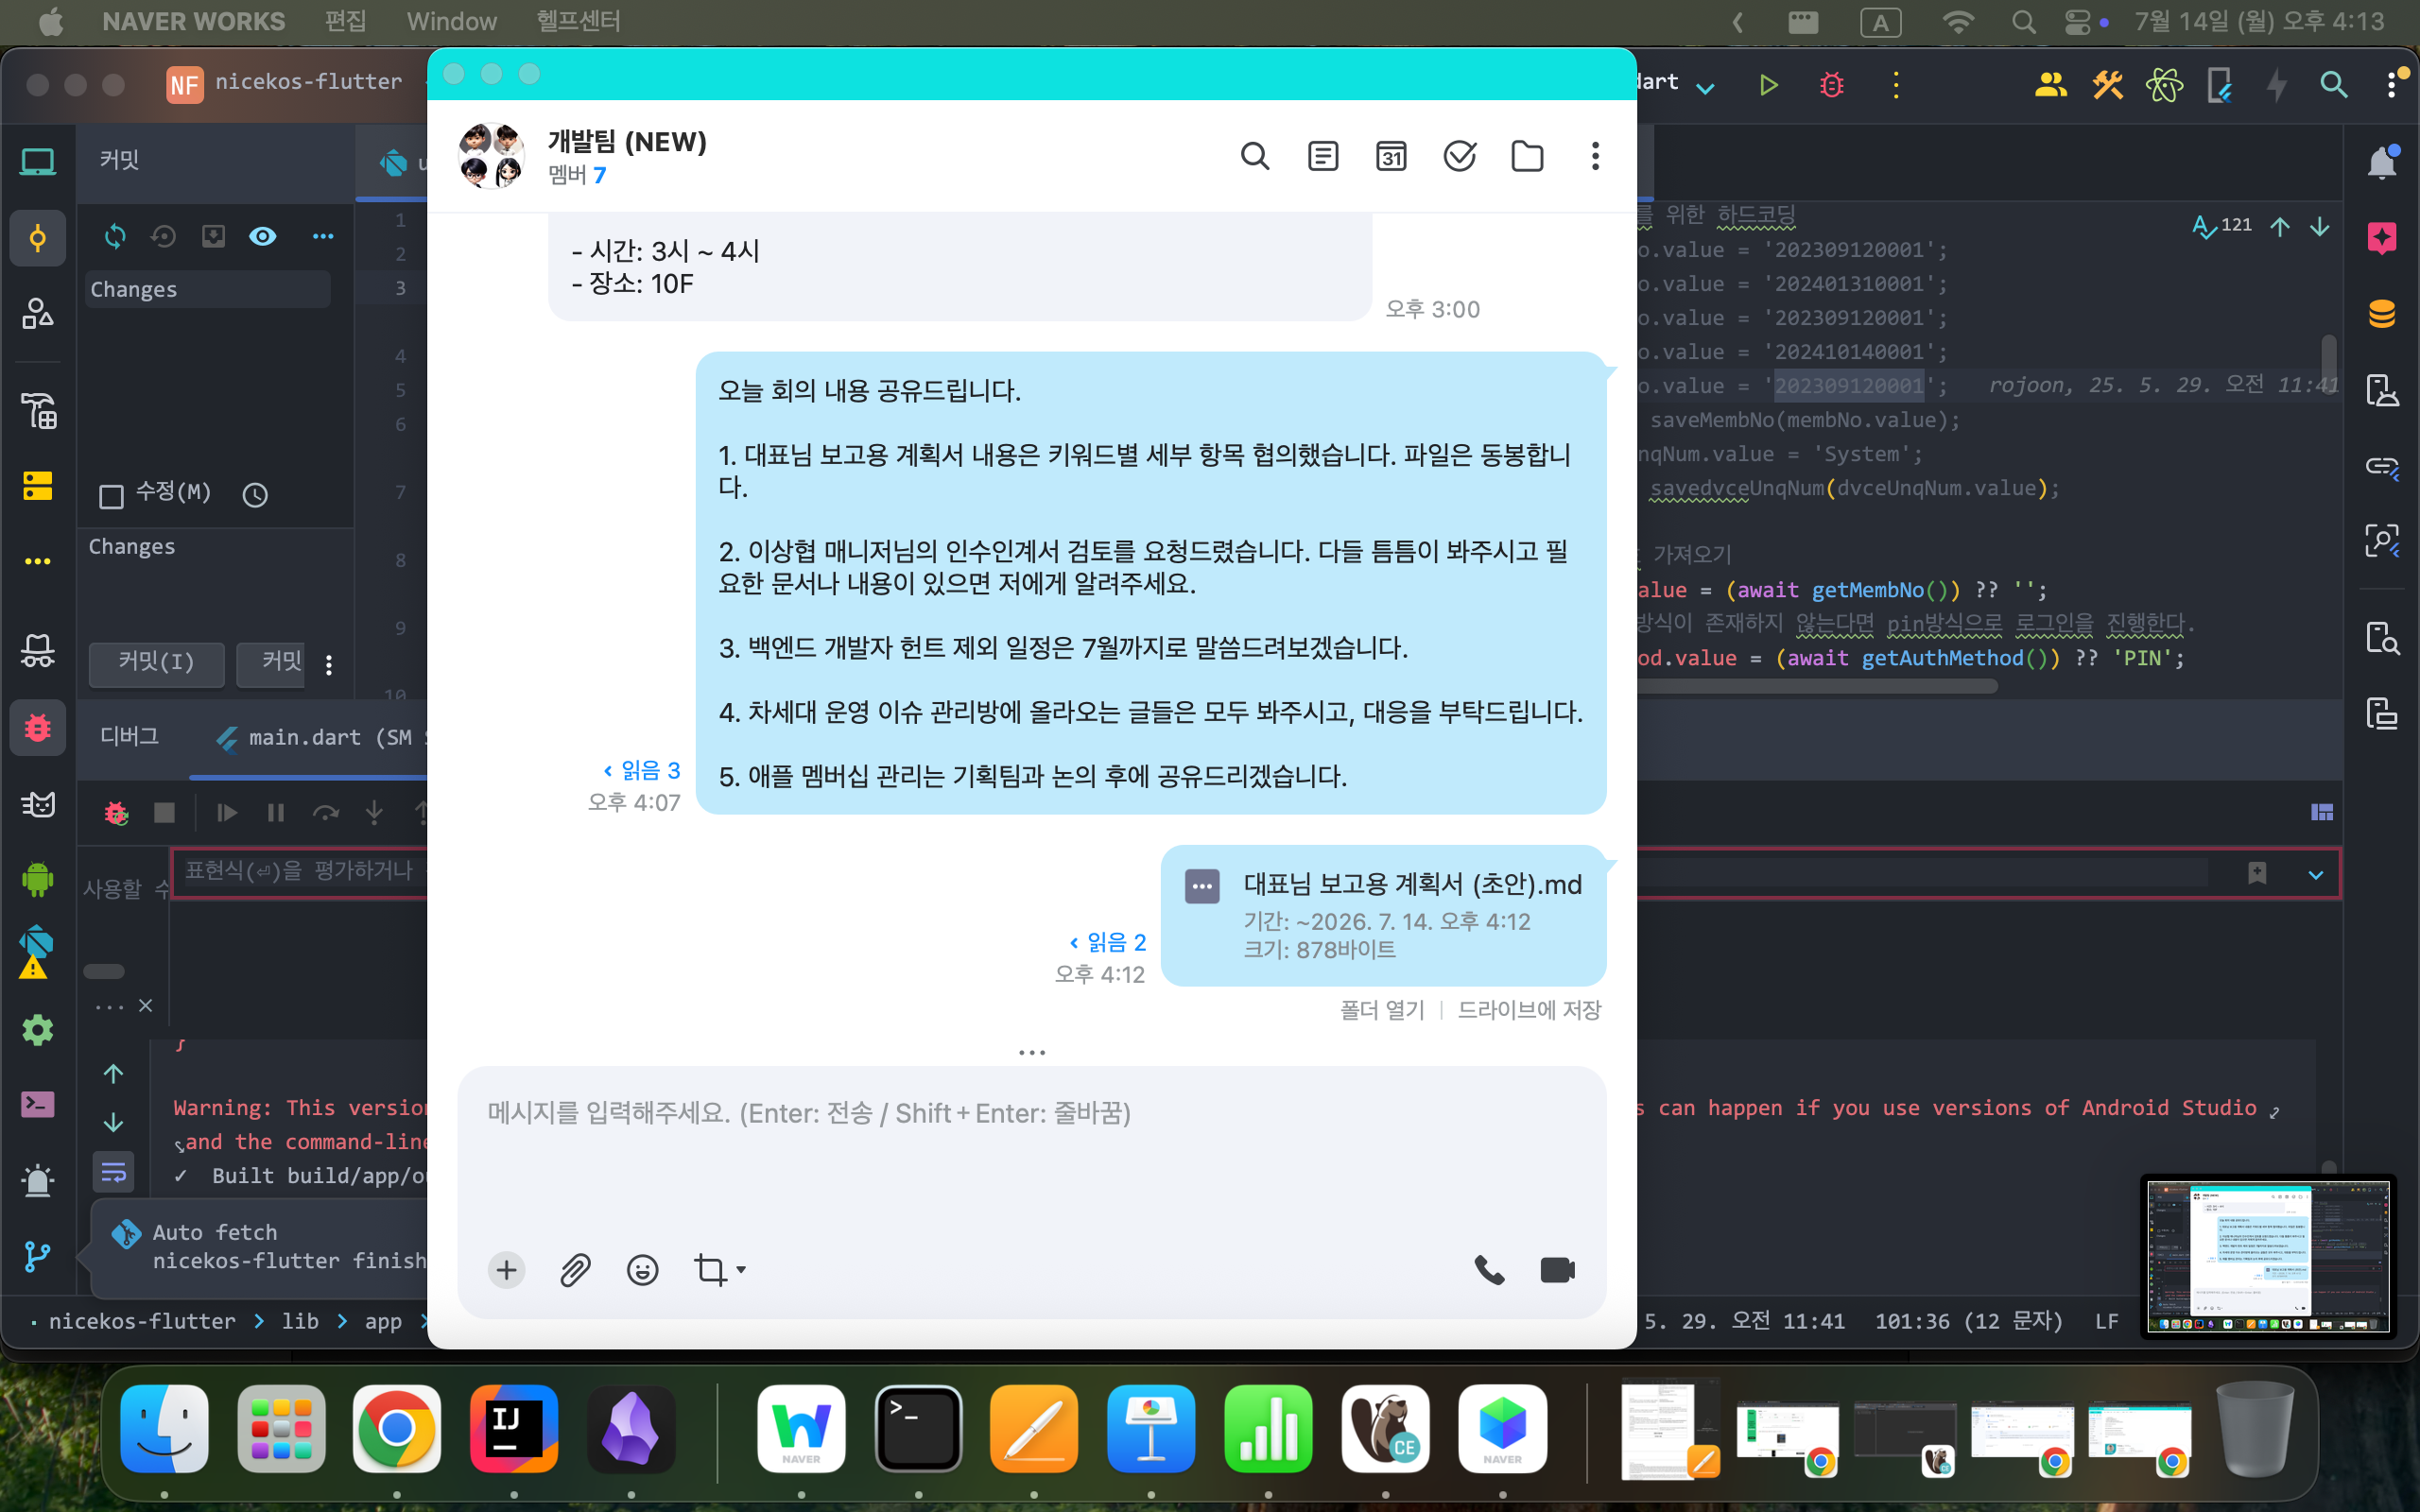 NAVER WORKS 편집 Window 헬프센터
A 7월 14일 (월) 오후 4:13
NF nicekos-flutter
dart
커밋
u
Changes
수정(M)
Changes
커밋(I) 커밋
1
2
3
4
5
6
7
8
9
10
디버그 main.dart (SM
사용할 수
표현식(⏎)을 평가하거나
}
Warning: This version
and the command-line
✓ Built build/app/ou
Auto fetch
nicekos-flutter finish
nicekos-flutter > lib > app >
개발팀 (NEW)
멤버 7
31
- 시간: 3시 ~ 4시
- 장소: 10F
오후 3:00
오늘 회의 내용 공유드립니다.
1. 대표님 보고용 계획서 내용은 키워드별 세부 항목 협의했습니다. 파일은 동봉합니
다.
2. 이상협 매니저님의 인수인계서 검토를 요청드렸습니다. 다들 틈틈이 봐주시고 필
요한 문서나 내용이 있으면 저에게 알려주세요.
3. 백엔드 개발자 헌트 제외 일정은 7월까지로 말씀드려보겠습니다.
4. 차세대 운영 이슈 관리방에 올라오는 글들은 모두 봐주시고, 대응을 부탁드립니다.
5. 애플 멤버십 관리는 기획팀과 논의 후에 공유드리겠습니다.
< 읽음 3
오후 4:07
대표님 보고용 계획서 (초안).md
기간: ~2026. 7. 14. 오후 4:12
크기: 878바이트
< 읽음 2
오후 4:12
폴더 열기 | 드라이브에 저장
메시지를 입력해주세요. (Enter: 전송 / Shift+Enter: 줄바꿈)
를 위한 하드코딩
121
o.value = '202309120001';
o.value = '202401310001';
o.value = '202309120001';
o.value = '202410140001';
o.value = '202309120001'; rojoon, 25. 5. 29. 오전 11:41
saveMembNo(membNo.value);
nqNum.value = 'System';
savedvceUnqNum(dvceUnqNum.value);
가져오기
alue = (await getMembNo()) ?? '';
방식이 존재하지 않는다면 pin방식으로 로그인을 진행한다.
od.value = (await getAuthMethod()) ?? 'PIN';
s can happen if you use versions of Android Studio
5. 29. 오전 11:41 101:36 (12 문자) LF
IJ
NAVER
>_
CE
NAVER